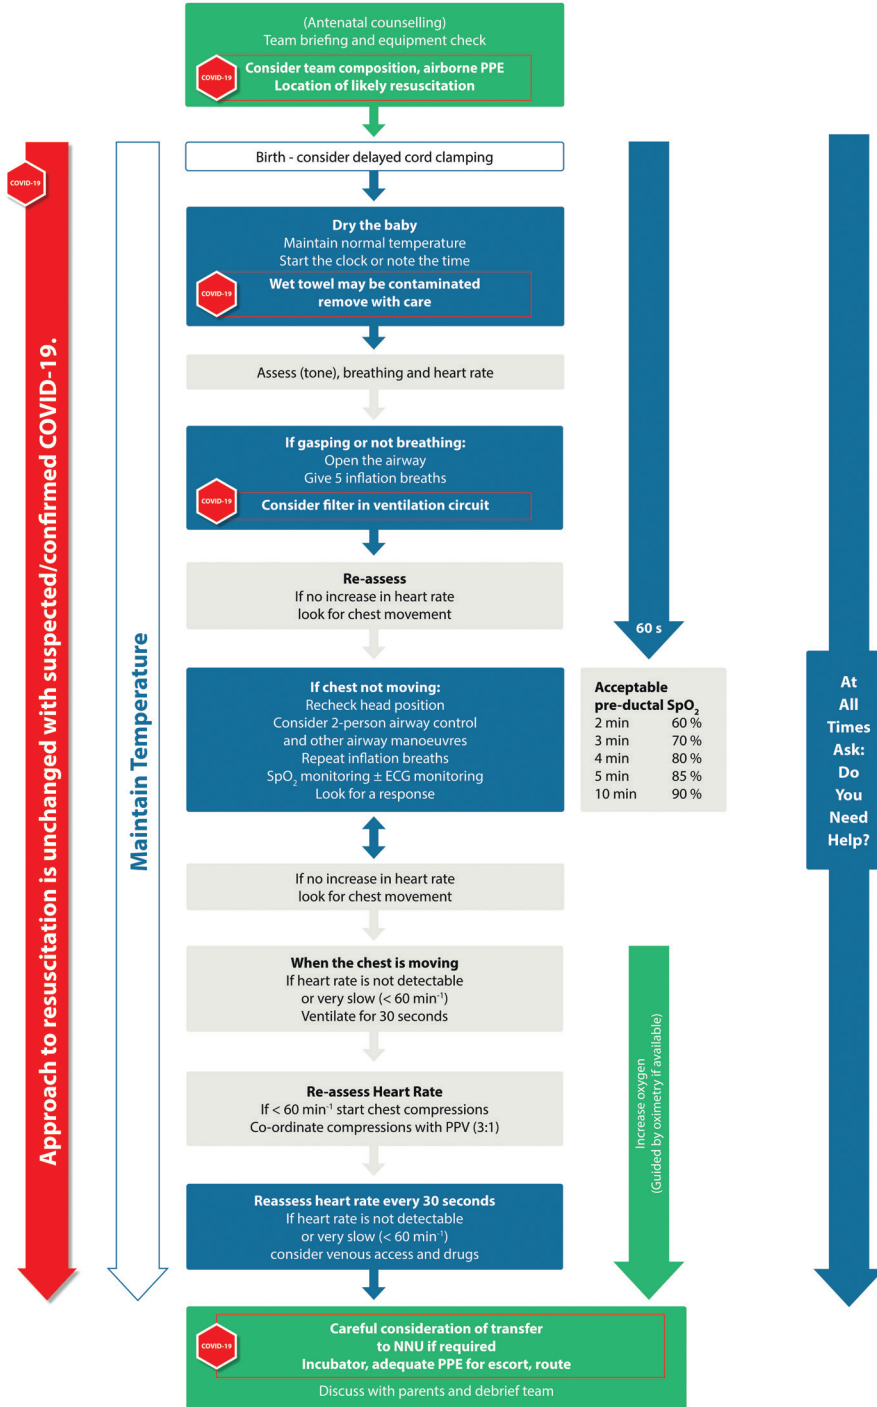 (Antenatal counselling)
Team briefing and equipment check
COVID-19
Consider team composition, airborne PPE
Location of likely resuscitation
COVID-19
Approach to resuscitation is unchanged with suspected/confirmed COVID-19.
Maintain Temperature
Birth - consider delayed cord clamping
Dry the baby
Maintain normal temperature
Start the clock or note the time
COVID-19
Wet towel may be contaminated
remove with care
Assess (tone), breathing and heart rate
If gasping or not breathing:
Open the airway
Give 5 inflation breaths
COVID-19
Consider filter in ventilation circuit
Re-assess
If no increase in heart rate
look for chest movement
60 s
If chest not moving:
Recheck head position
Consider 2-person airway control
and other airway manoeuvres
Repeat inflation breaths
SpO₂ monitoring ± ECG monitoring
Look for a response
Acceptable
pre-ductal SpO₂
2 min 60 %
3 min 70 %
4 min 80 %
5 min 85 %
10 min 90 %
At
All
Times
Ask:
Do
You
Need
Help?
If no increase in heart rate
look for chest movement
When the chest is moving
If heart rate is not detectable
or very slow (< 60 min⁻¹)
Ventilate for 30 seconds
Re-assess Heart Rate
If < 60 min⁻¹ start chest compressions
Co-ordinate compressions with PPV (3:1)
Increase oxygen
(Guided by oximetry if available)
Reassess heart rate every 30 seconds
If heart rate is not detectable
or very slow (< 60 min⁻¹)
consider venous access and drugs
COVID-19
Careful consideration of transfer
to NNU if required
Incubator, adequate PPE for escort, route
Discuss with parents and debrief team